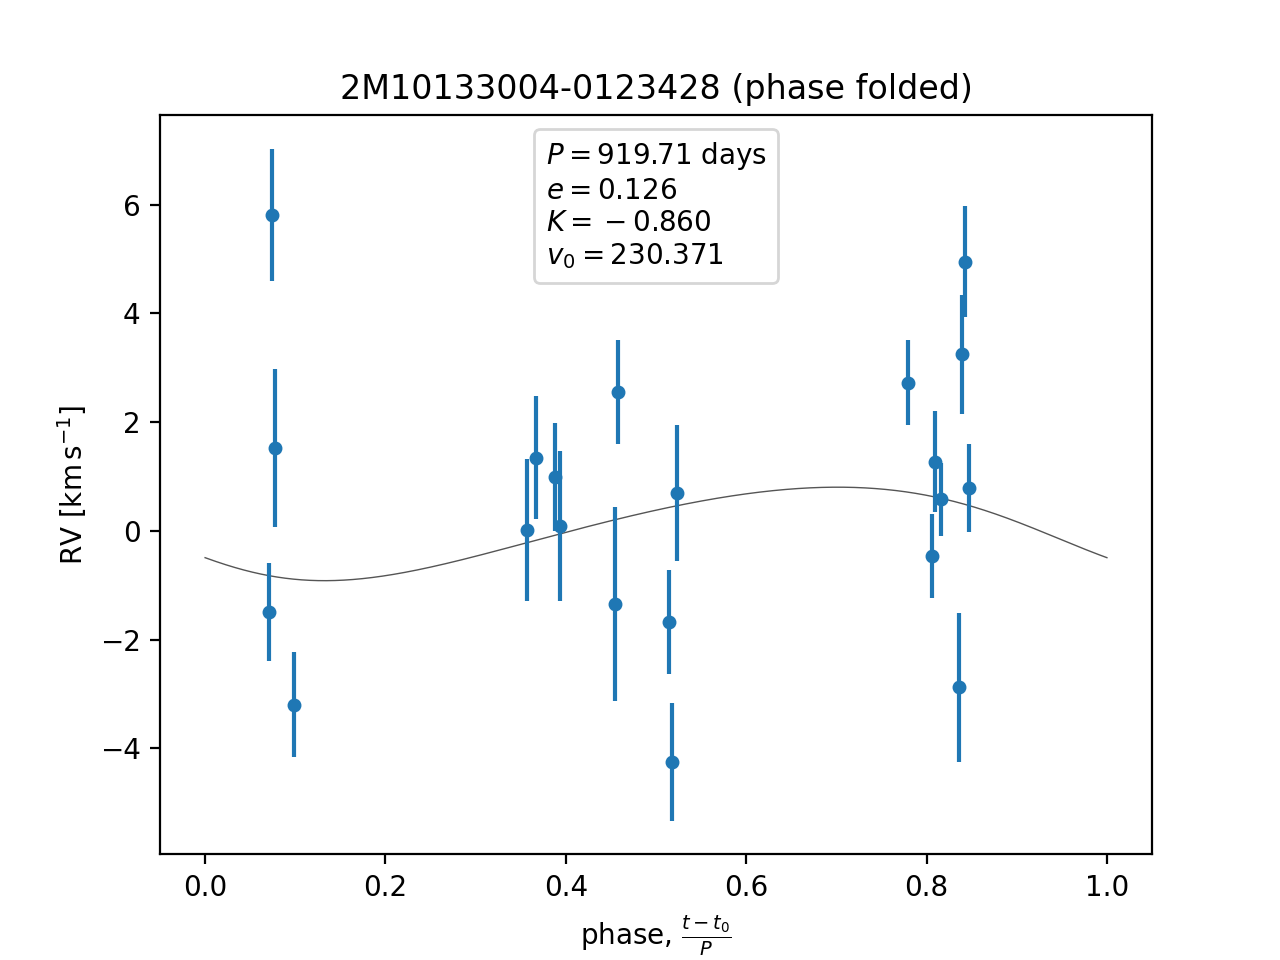 2M10133004-0123428 (phase folded)
P = 919.71 days
e = 0.126
K = −0.860
v₀ = 230.371
6
4
2
0
−2
−4
RV [km s⁻¹]
0.0 0.2 0.4 0.6 0.8 1.0
phase, (t − t₀)/P